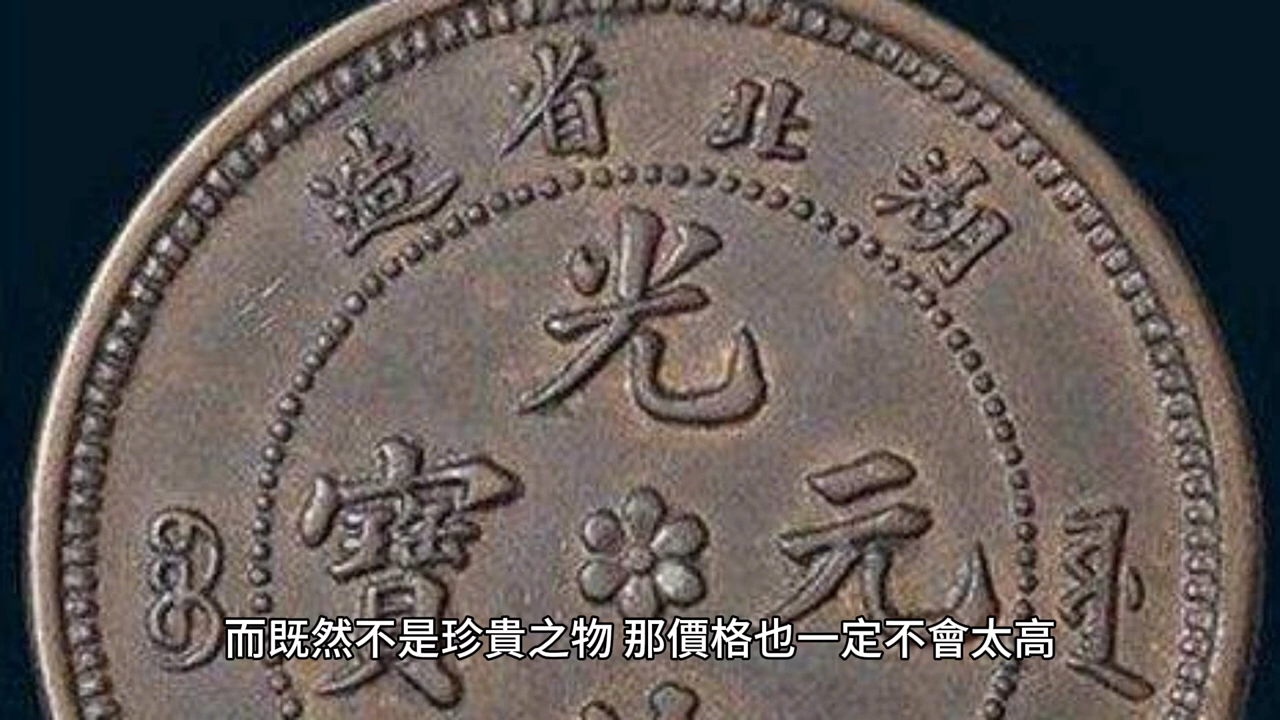 湖北省造
光
元
寶
而既然不是珍貴之物 那價格也一定不會太高